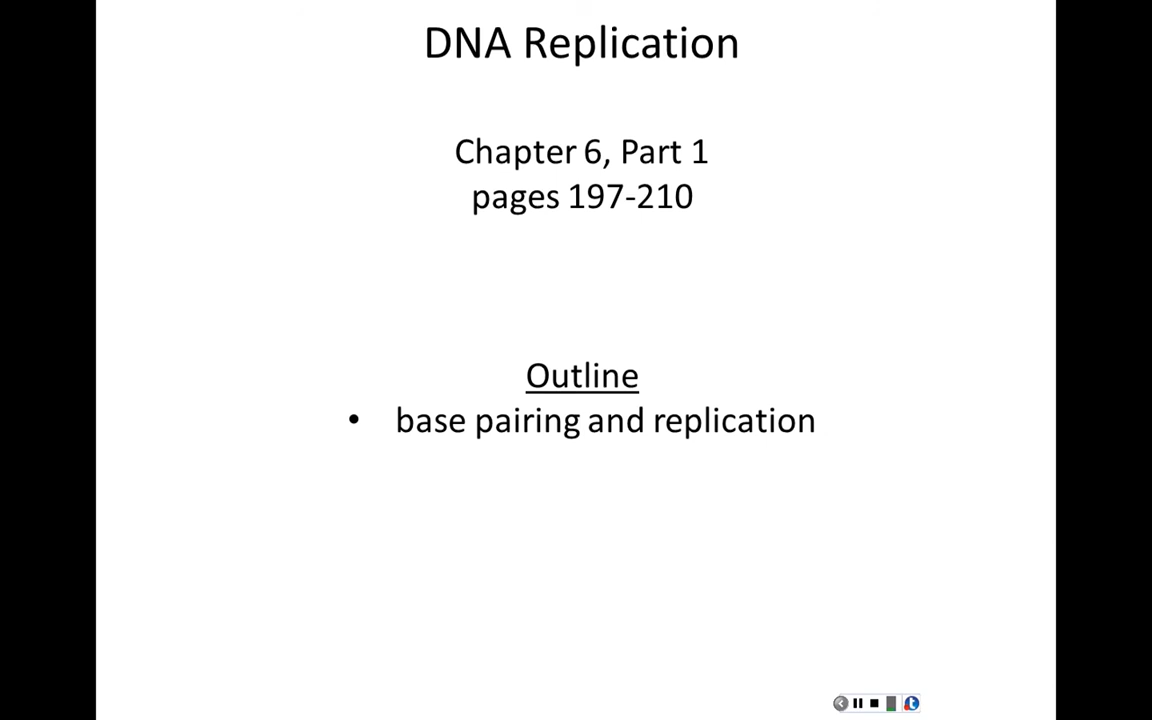 DNA Replication
Chapter 6, Part 1
pages 197-210
Outline
• base pairing and replication